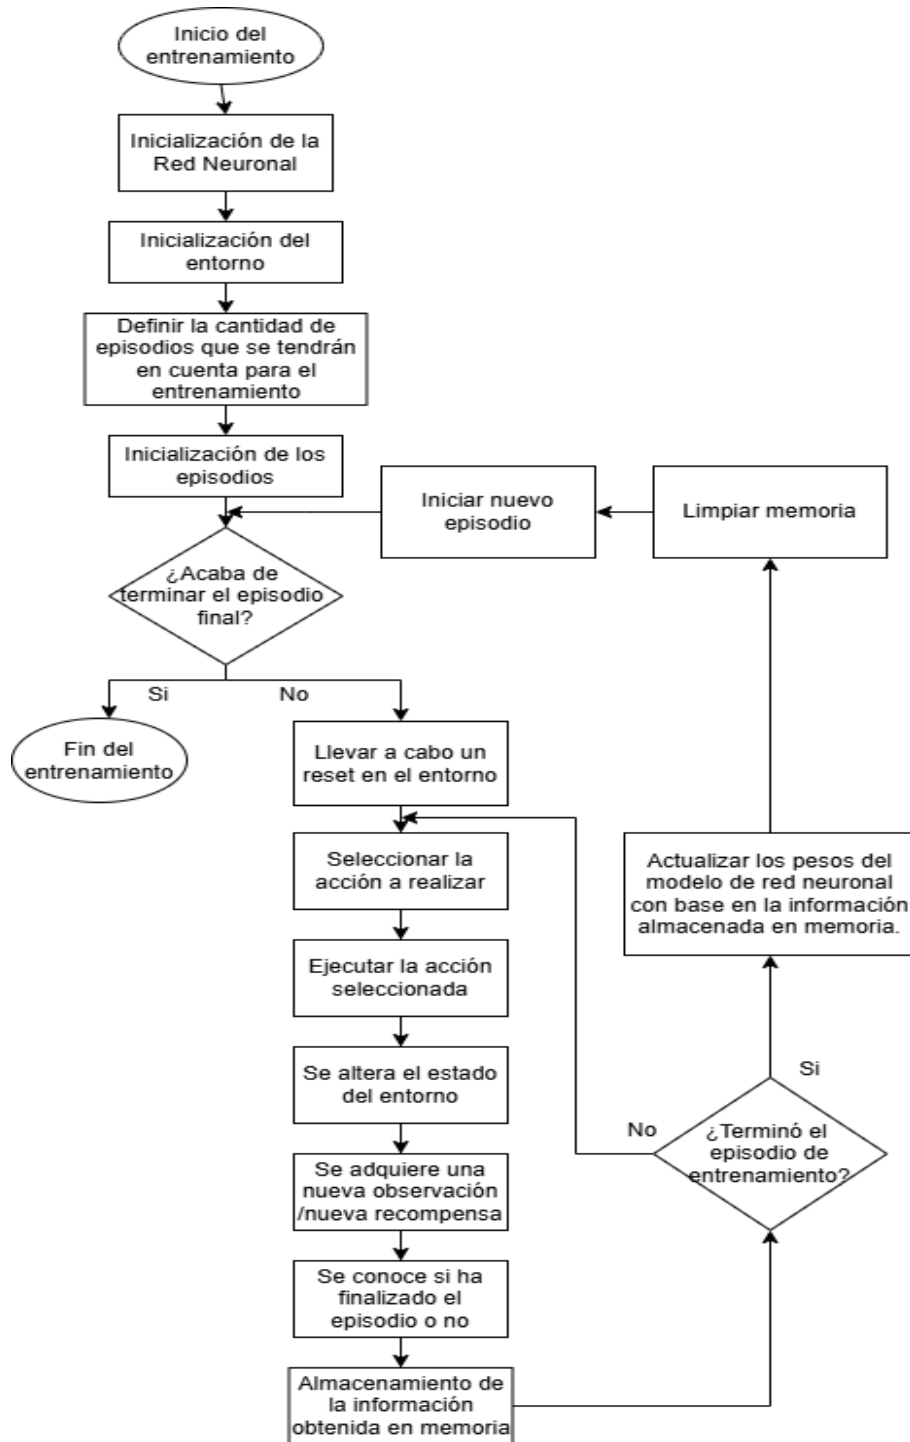 Inicio del
entrenamiento
Inicialización de la
Red Neuronal
Inicialización del
entorno
Definir la cantidad de
episodios que se tendrán
en cuenta para el
entrenamiento
Inicialización de los
episodios
Iniciar nuevo
episodio
Limpiar memoria
¿Acaba de
terminar el episodio
final?
Si
No
Fin del
entrenamiento
Llevar a cabo un
reset en el entorno
Seleccionar la
acción a realizar
Ejecutar la acción
seleccionada
Se altera el estado
del entorno
Se adquiere una
nueva observación
/nueva recompensa
Se conoce si ha
finalizado el
episodio o no
Almacenamiento de
la información
obtenida en memoria
¿Terminó el
episodio de
entrenamiento?
No
Si
Actualizar los pesos del
modelo de red neuronal
con base en la información
almacenada en memoria.